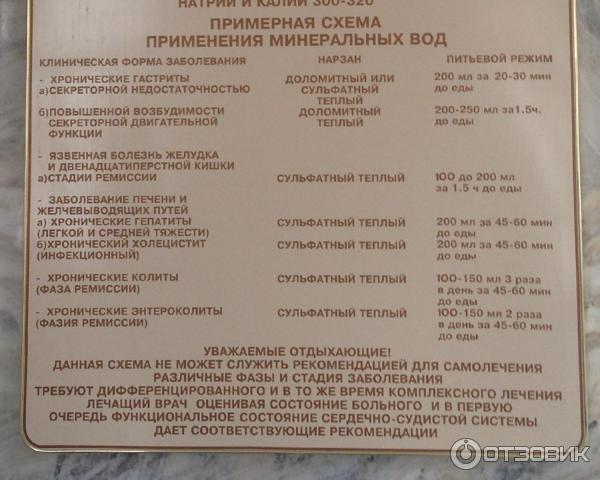 НАТРИЙ И КАЛИЙ 300-320
ПРИМЕРНАЯ СХЕМА
ПРИМЕНЕНИЯ МИНЕРАЛЬНЫХ ВОД
КЛИНИЧЕСКАЯ ФОРМА ЗАБОЛЕВАНИЯ НАРЗАН ПИТЬЕВОЙ РЕЖИМ
- ХРОНИЧЕСКИЕ ГАСТРИТЫ ДОЛОМИТНЫЙ ИЛИ 200 мл за 20-30 мин
а)СЕКРЕТОРНОЙ НЕДОСТАТОЧНОСТЬЮ СУЛЬФАТНЫЙ до еды
ТЕПЛЫЙ
б)ПОВЫШЕННОЙ ВОЗБУДИМОСТИ ДОЛОМИТНЫЙ 200-250 мл за1.5ч.
СЕКРЕТОРНОЙ ДВИГАТЕЛЬНОЙ ТЕПЛЫЙ до еды
ФУНКЦИИ
- ЯЗВЕННАЯ БОЛЕЗНЬ ЖЕЛУДКА
И ДВЕНАДЦАТИПЕРСТНОЙ КИШКИ
а)СТАДИИ РЕМИССИИ СУЛЬФАТНЫЙ ТЕПЛЫЙ 100 до 200 мл
за 1.5 ч до еды
- ЗАБОЛЕВАНИЕ ПЕЧЕНИ И
ЖЕЛЧЕВЫВОДЯЩИХ ПУТЕЙ
а) ХРОНИЧЕСКИЕ ГЕПАТИТЫ СУЛЬФАТНЫЙ ТЕПЛЫЙ 200 мл за 45-60 мин
(ЛЕГКОЙ И СРЕДНЕЙ ТЯЖЕСТИ) до еды
б)ХРОНИЧЕСКИЙ ХОЛЕЦИСТИТ СУЛЬФАТНЫЙ ТЕПЛЫЙ 200 мл за 45-60 мин
(ИНФЕКЦИОННЫЙ) до еды
- ХРОНИЧЕСКИЕ КОЛИТЫ СУЛЬФАТНЫЙ ТЕПЛЫЙ 100-150 мл 3 раза
(ФАЗА РЕМИССИИ) в день за 45-60 мин
до еды
- ХРОНИЧЕСКИЕ ЭНТЕРОКОЛИТЫ СУЛЬФАТНЫЙ ТЕПЛЫЙ 100-150 мл 2 раза
(ФАЗИЯ РЕМИССИИ) в день за 45-60 мин
до еды
УВАЖАЕМЫЕ ОТДЫХАЮЩИЕ!
ДАННАЯ СХЕМА НЕ МОЖЕТ СЛУЖИТЬ РЕКОМЕНДАЦИЕЙ ДЛЯ САМОЛЕЧЕНИЯ
РАЗЛИЧНЫЕ ФАЗЫ И СТАДИЯ ЗАБОЛЕВАНИЯ
ТРЕБУЮТ ДИФФЕРЕНЦИРОВАННОГО И В ТО ЖЕ ВРЕМЯ КОМПЛЕКСНОГО ЛЕЧЕНИЯ
ЛЕЧАЩИЙ ВРАЧ ОЦЕНИВАЯ СОСТОЯНИЕ БОЛЬНОГО И В ПЕРВУЮ
ОЧЕРЕДЬ ФУНКЦИОНАЛЬНОЕ СОСТОЯНИЕ СЕРДЕЧНО-СУДИСТОЙ СИСТЕМЫ
ДАЕТ СООТВЕТСТВУЮЩИЕ РЕКОМЕНДАЦИИ
ОТЗОВИК